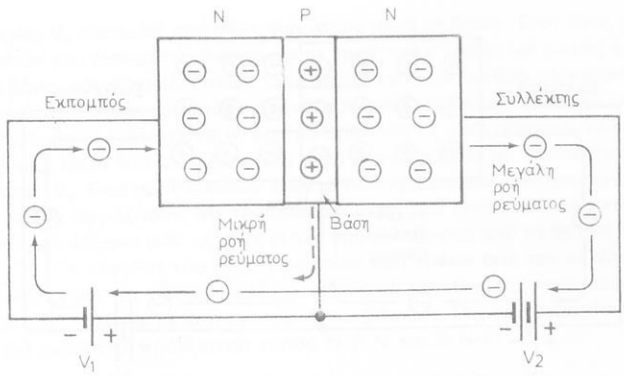 N P N
Εκπομπός
Συλλέκτης
Μικρή
ροή
ρεύματος
Βάση
Μεγάλη
ροή
ρεύματος
- +
V1
- +
V2